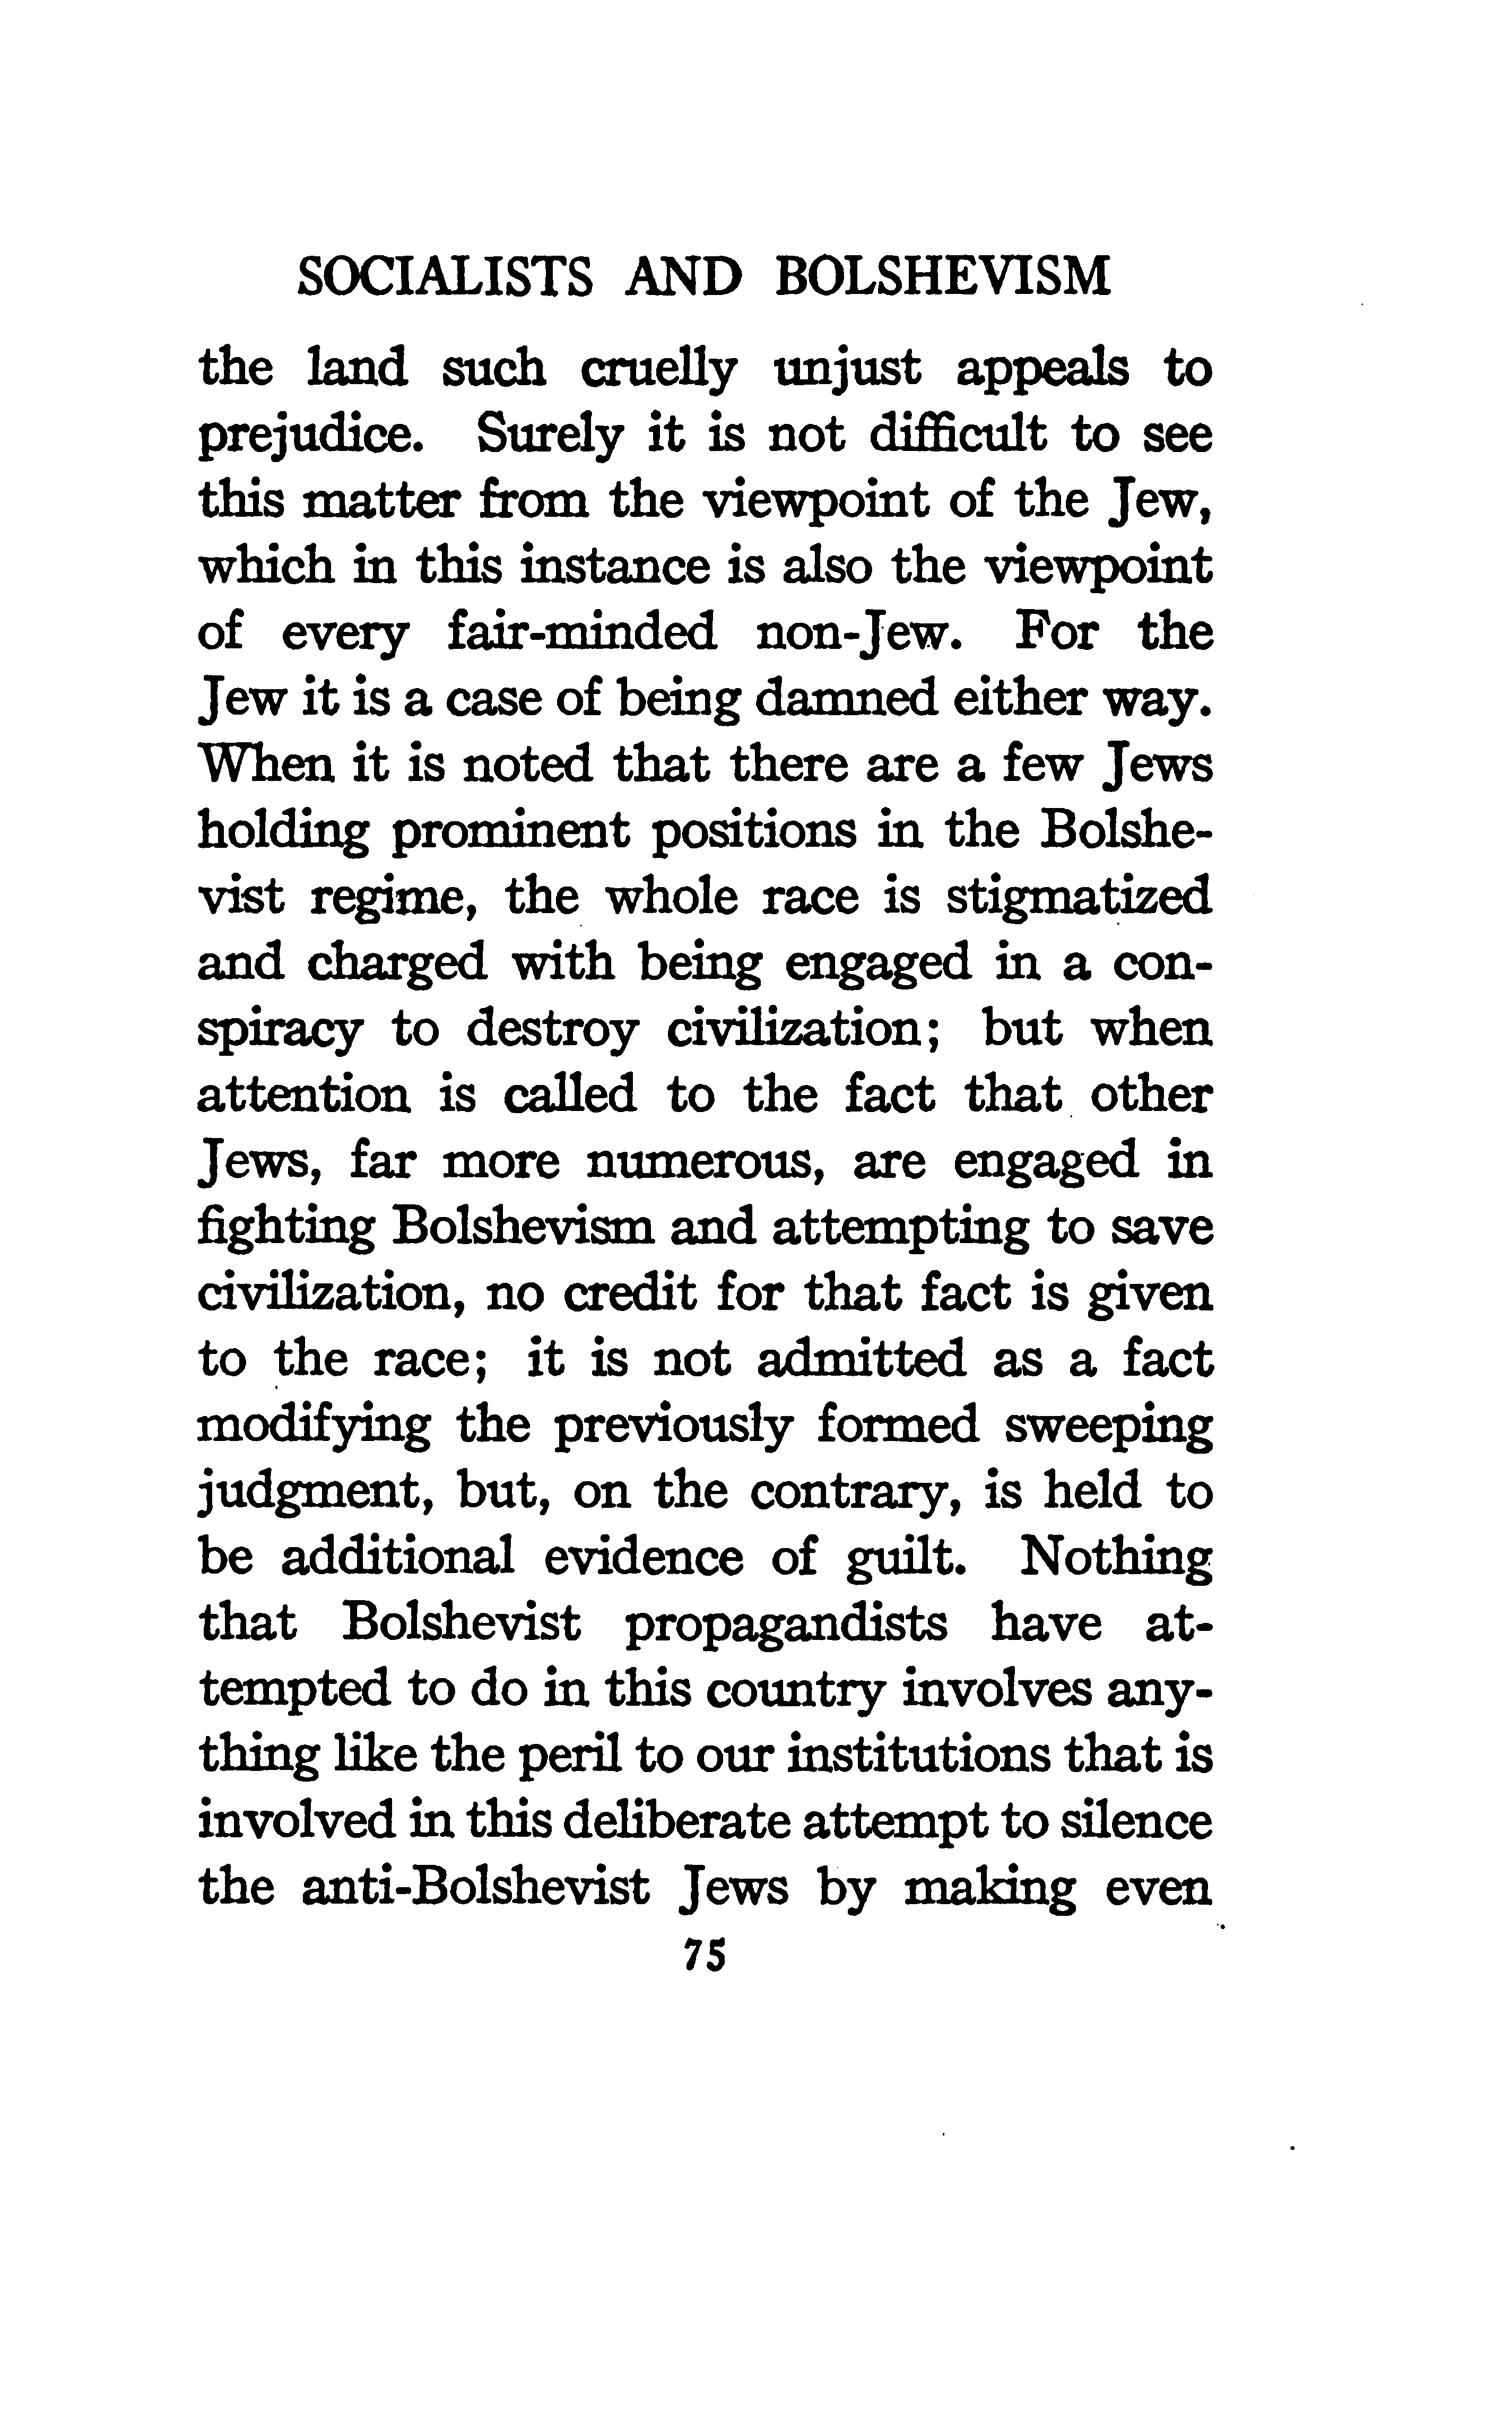 SOCIALISTS AND BOLSHEVISM
the land such cruelly unjust appeals to
prejudice. Surely it is not difficult to see
this matter from the viewpoint of the Jew,
which in this instance is also the viewpoint
of every fair-minded non-Jew. For the
Jew it is a case of being damned either way.
When it is noted that there are a few Jews
holding prominent positions in the Bolshe-
vist regime, the whole race is stigmatized
and charged with being engaged in a con-
spiracy to destroy civilization; but when
attention is called to the fact that other
Jews, far more numerous, are engaged in
fighting Bolshevism and attempting to save
civilization, no credit for that fact is given
to the race; it is not admitted as a fact
modifying the previously formed sweeping
judgment, but, on the contrary, is held to
be additional evidence of guilt. Nothing
that Bolshevist propagandists have at-
tempted to do in this country involves any-
thing like the peril to our institutions that is
involved in this deliberate attempt to silence
the anti-Bolshevist Jews by making even
75